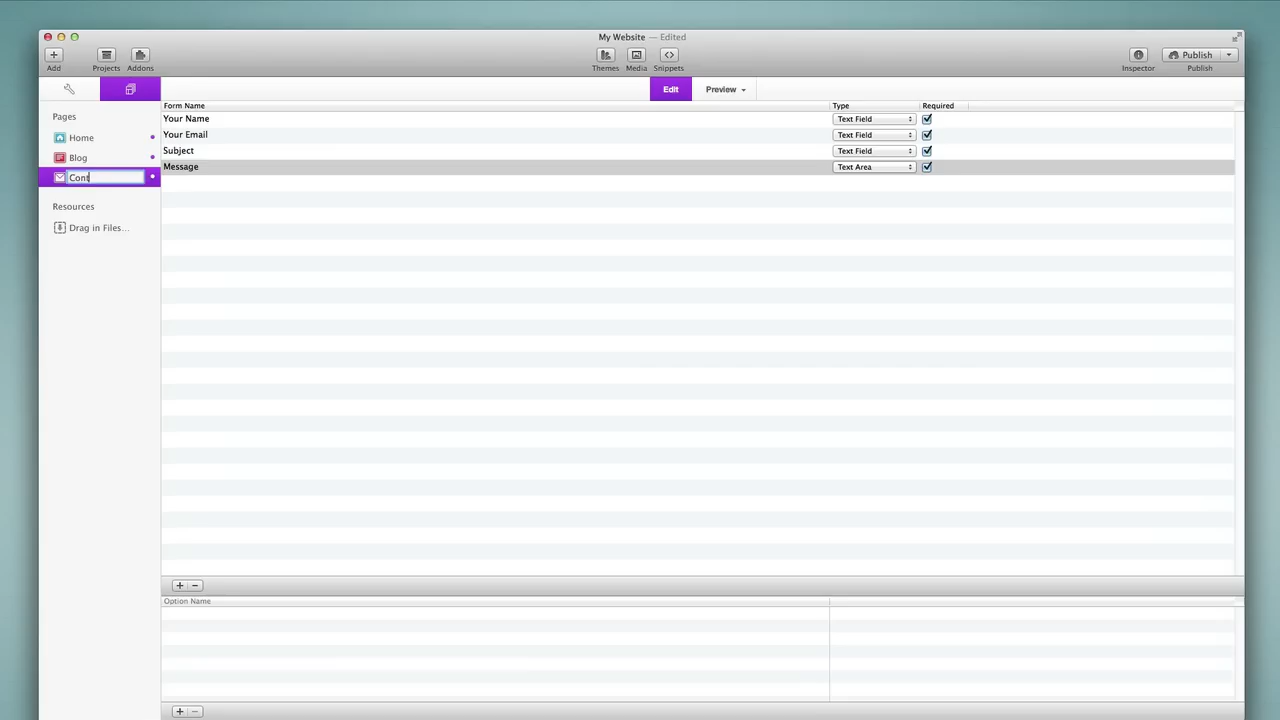 My Website — Edited
Add
Projects
Addons
Themes
Media
Snippets
Inspector
Publish
Publish
Edit
Preview
Pages
Home
Blog
Cont
Resources
Drag in Files...
Form Name
Type
Required
Your Name
Text Field
Your Email
Text Field
Subject
Text Field
Message
Text Area
Option Name